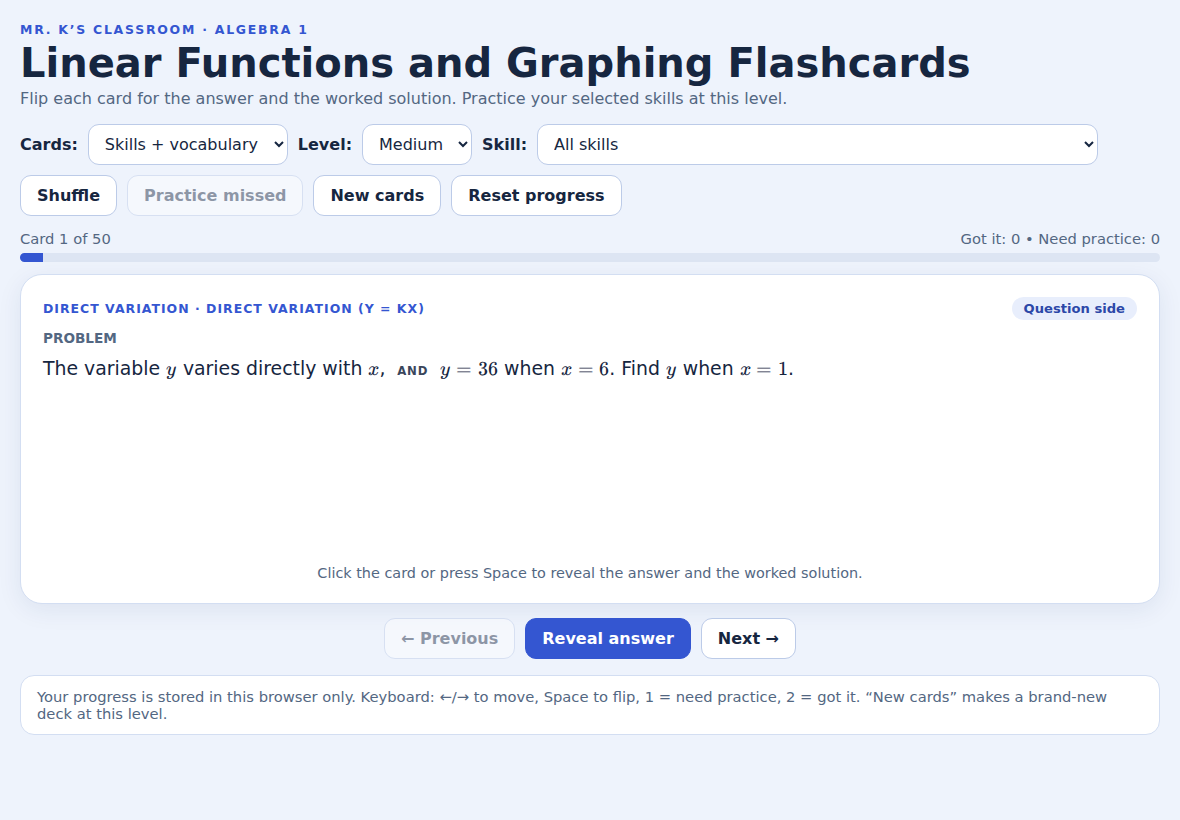 MR. K’S CLASSROOM · ALGEBRA 1
Linear Functions and Graphing Flashcards
Flip each card for the answer and the worked solution. Practice your selected skills at this level.
Cards: Skills + vocabulary Level: Medium Skill: All skills
Shuffle Practice missed New cards Reset progress
Card 1 of 50 Got it: 0 • Need practice: 0
DIRECT VARIATION · DIRECT VARIATION (Y = KX) Question side
PROBLEM
The variable y varies directly with x, AND y = 36 when x = 6. Find y when x = 1.
Click the card or press Space to reveal the answer and the worked solution.
← Previous Reveal answer Next →
Your progress is stored in this browser only. Keyboard: ←/→ to move, Space to flip, 1 = need practice, 2 = got it. “New cards” makes a brand-new
deck at this level.